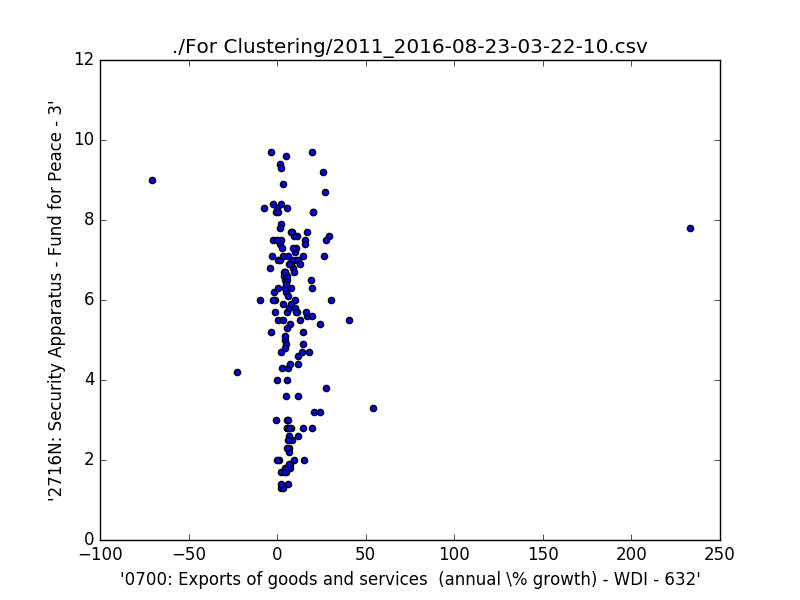 ./For Clustering/2011_2016-08-23-03-22-10.csv
12
10
8
6
4
2
0
'2716N: Security Apparatus - Fund for Peace - 3'
−100 −50 0 50 100 150 200 250
'0700: Exports of goods and services  (annual \% growth) - WDI - 632'